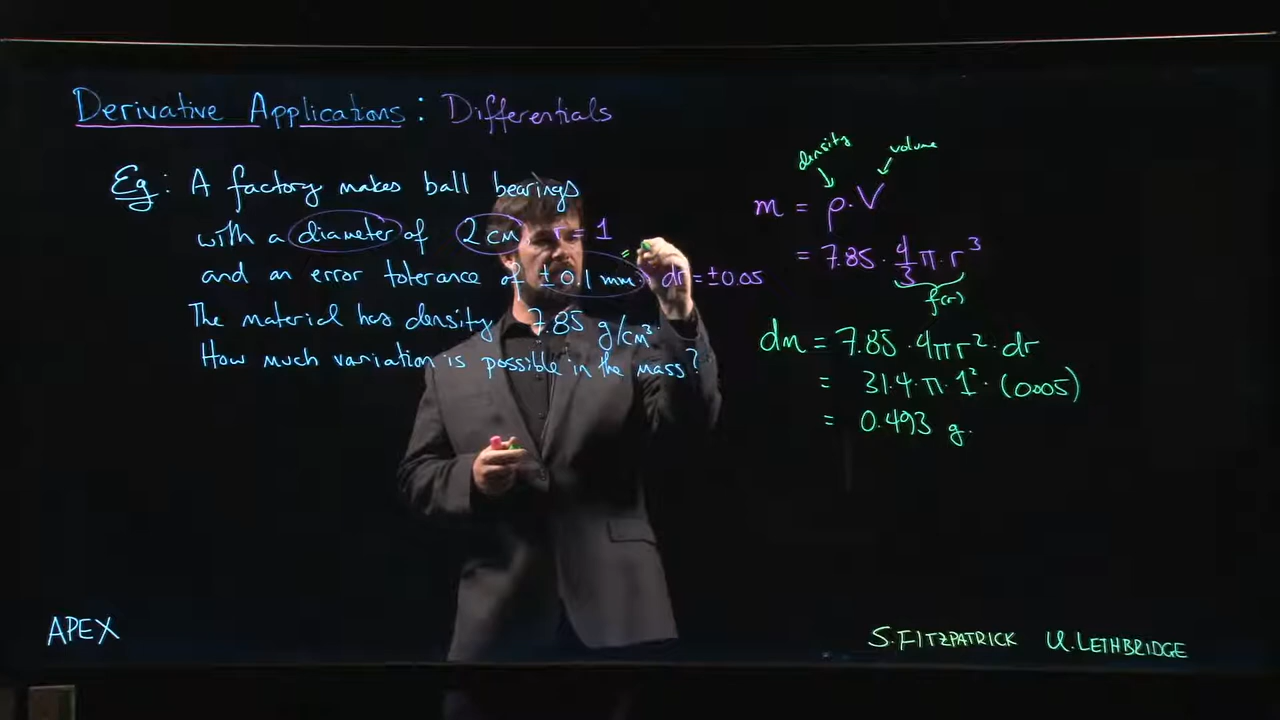 Derivative Applications: Differentials
Eg: A factory makes ball bearings
with a diameter of 2 cm, r = 1
and an error tolerance of ± 0.1 mm. dr = ±0.05
The material has density 7.85 g/cm³.
How much variation is possible in the mass?
density
volume
m = ρ·V
= 7.85 · 4/3 π · r³
f(r)
dm = 7.85 · 4πr² · dr
= 31.4 · π · 1² · (0.05)
= 0.493 g.
APEX
S. FITZPATRICK U. LETHBRIDGE